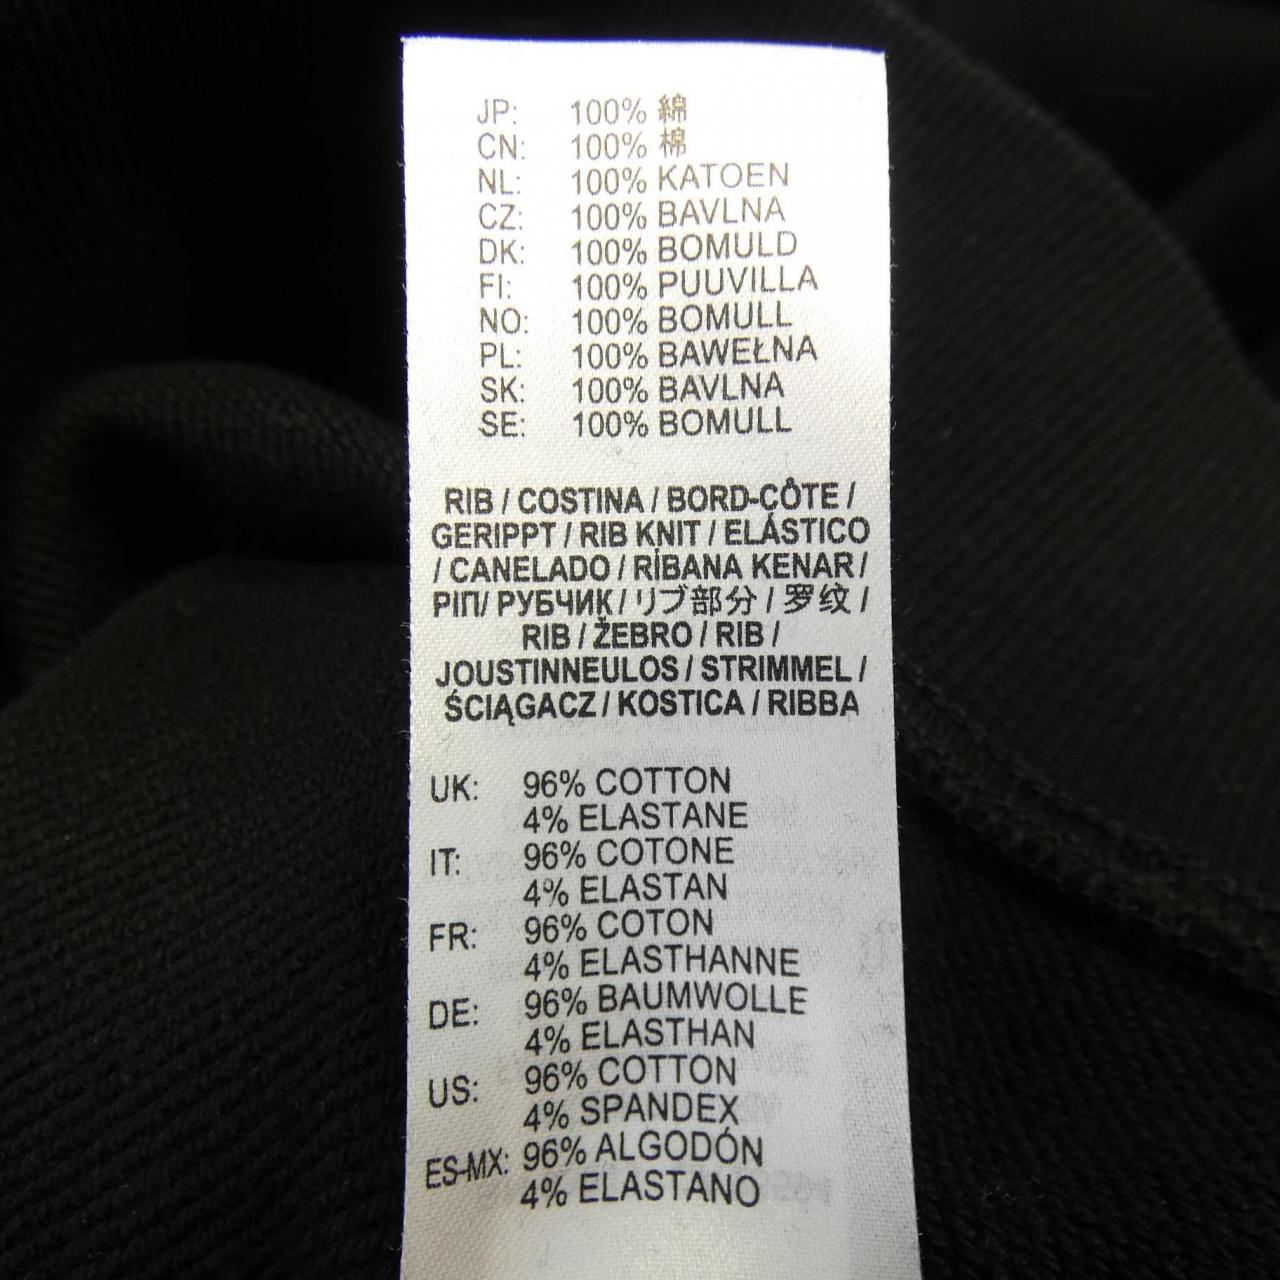 JP: 100% 綿
CN: 100% 棉
NL: 100% KATOEN
CZ: 100% BAVLNA
DK: 100% BOMULD
FI: 100% PUUVILLA
NO: 100% BOMULL
PL: 100% BAWEŁNA
SK: 100% BAVLNA
SE: 100% BOMULL
RIB / COSTINA / BORD-CÔTE /
GERIPPT / RIB KNIT / ELÁSTICO
/ CANELADO / RİBANA KENAR /
РІП/ РУБЧИК / リブ部分 / 罗纹 /
RIB / ŽEBRO / RIB /
JOUSTINNEULOS / STRIMMEL /
ŚCIĄGACZ / KOSTICA / RIBBA
UK: 96% COTTON
4% ELASTANE
IT: 96% COTONE
4% ELASTAN
FR: 96% COTON
4% ELASTHANNE
DE: 96% BAUMWOLLE
4% ELASTHAN
US: 96% COTTON
4% SPANDEX
ES-MX: 96% ALGODÓN
4% ELASTANO